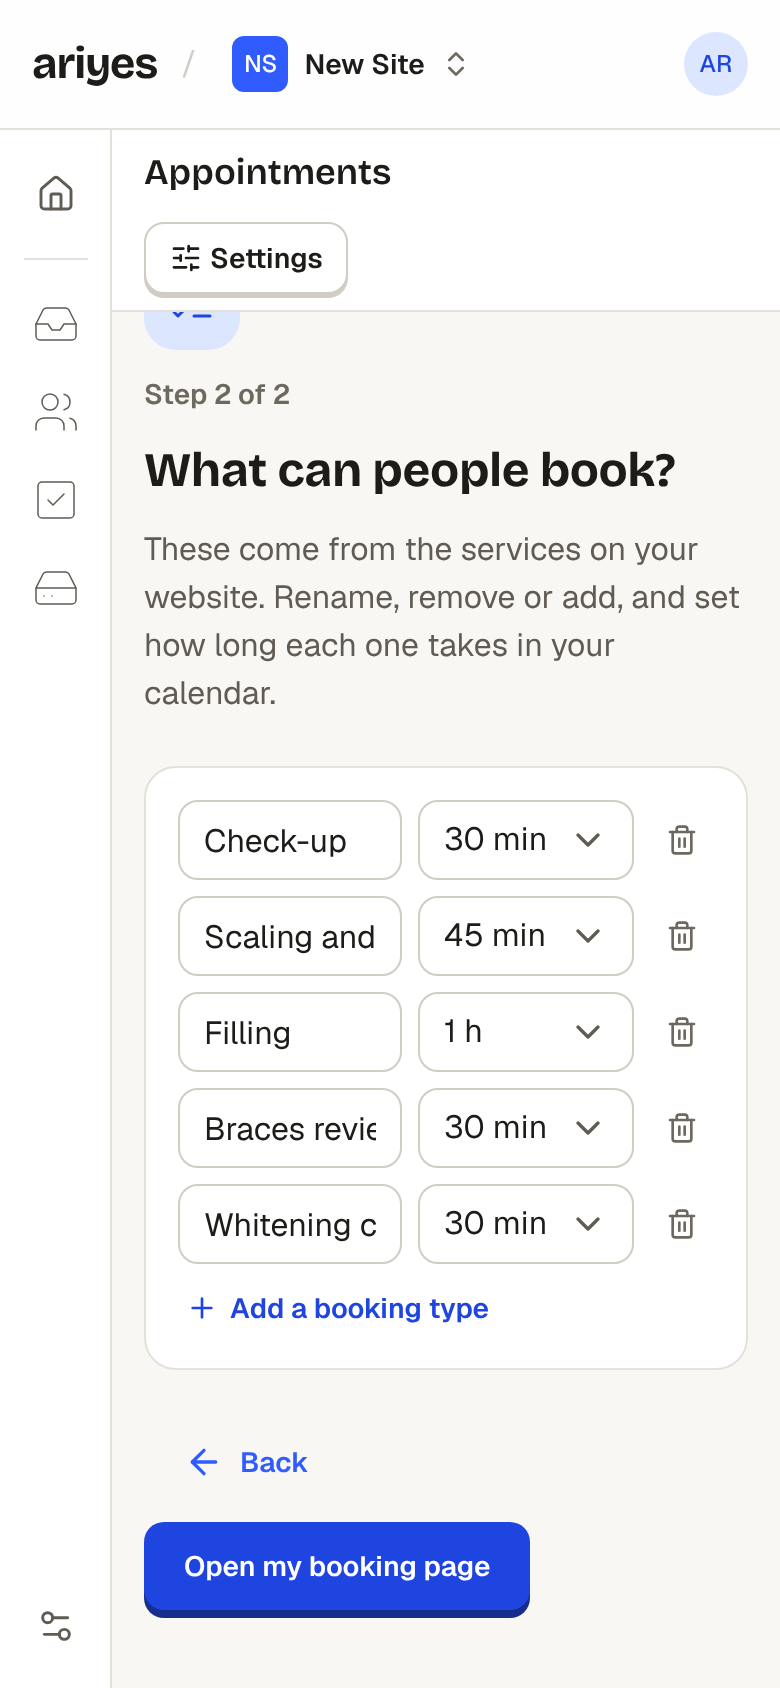 ariyes / NS New Site AR
Appointments
Settings
Step 2 of 2
What can people book?
These come from the services on your
website. Rename, remove or add, and set
how long each one takes in your
calendar.
Check-up 30 min
Scaling and 45 min
Filling 1 h
Braces revie 30 min
Whitening c 30 min
+ Add a booking type
Back
Open my booking page